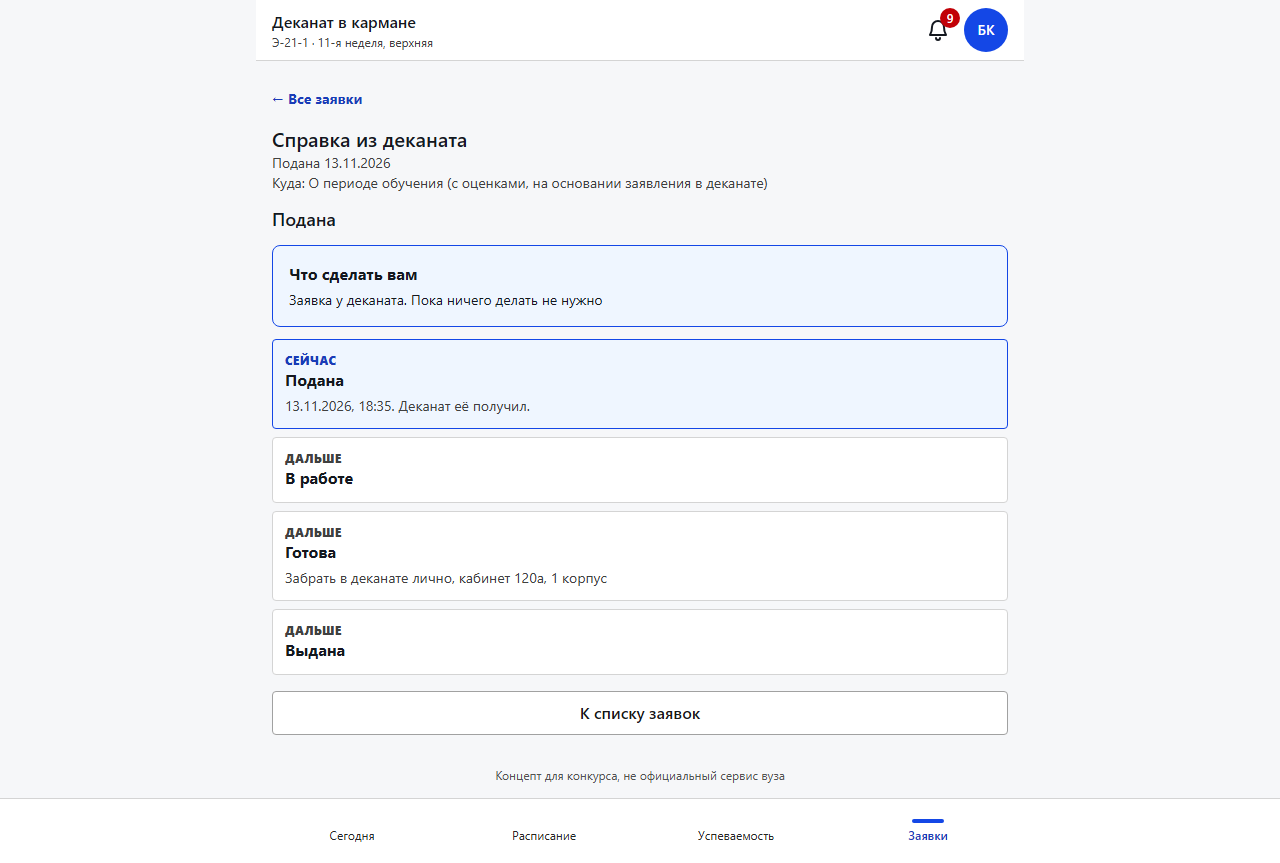 Деканат в кармане
Э-21-1 · 11-я неделя, верхняя
9
БК
← Все заявки
Справка из деканата
Подана 13.11.2026
Куда: О периоде обучения (с оценками, на основании заявления в деканате)
Подана
Что сделать вам
Заявка у деканата. Пока ничего делать не нужно
СЕЙЧАС
Подана
13.11.2026, 18:35. Деканат её получил.
ДАЛЬШЕ
В работе
ДАЛЬШЕ
Готова
Забрать в деканате лично, кабинет 120а, 1 корпус
ДАЛЬШЕ
Выдана
К списку заявок
Концепт для конкурса, не официальный сервис вуза
Сегодня
Расписание
Успеваемость
Заявки